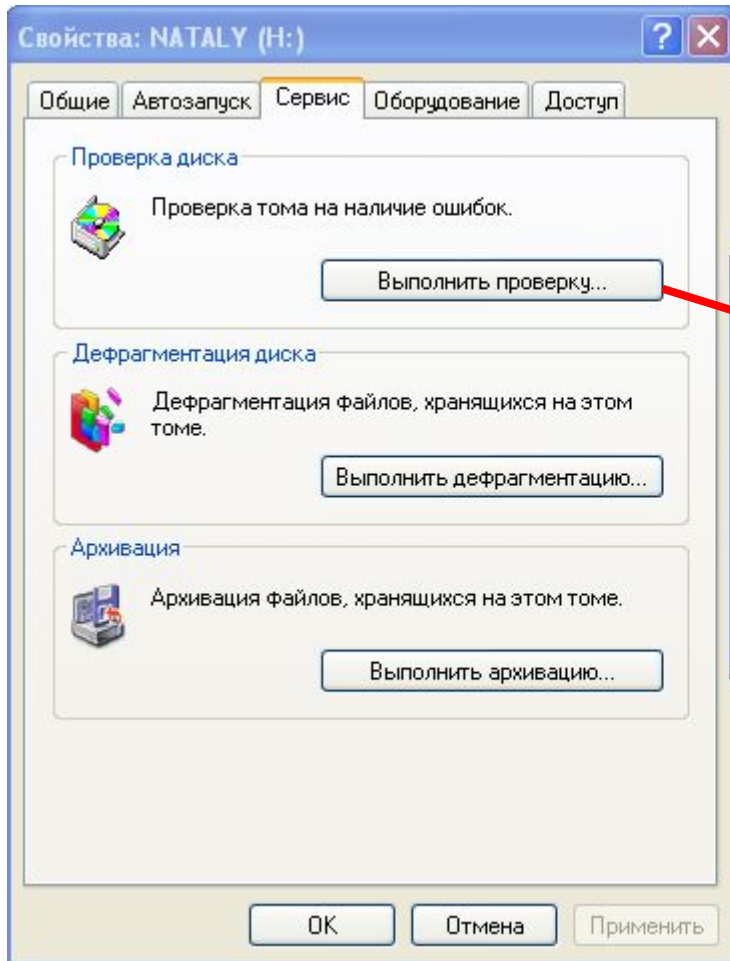 Свойства: NATALY (H:)
Общие Автозапуск Сервис Оборудование Доступ
Проверка диска
Проверка тома на наличие ошибок.
Выполнить проверку...
Дефрагментация диска
Дефрагментация файлов, хранящихся на этом
томе.
Выполнить дефрагментацию...
Архивация
Архивация файлов, хранящихся на этом томе.
Выполнить архивацию...
OK Отмена Применить